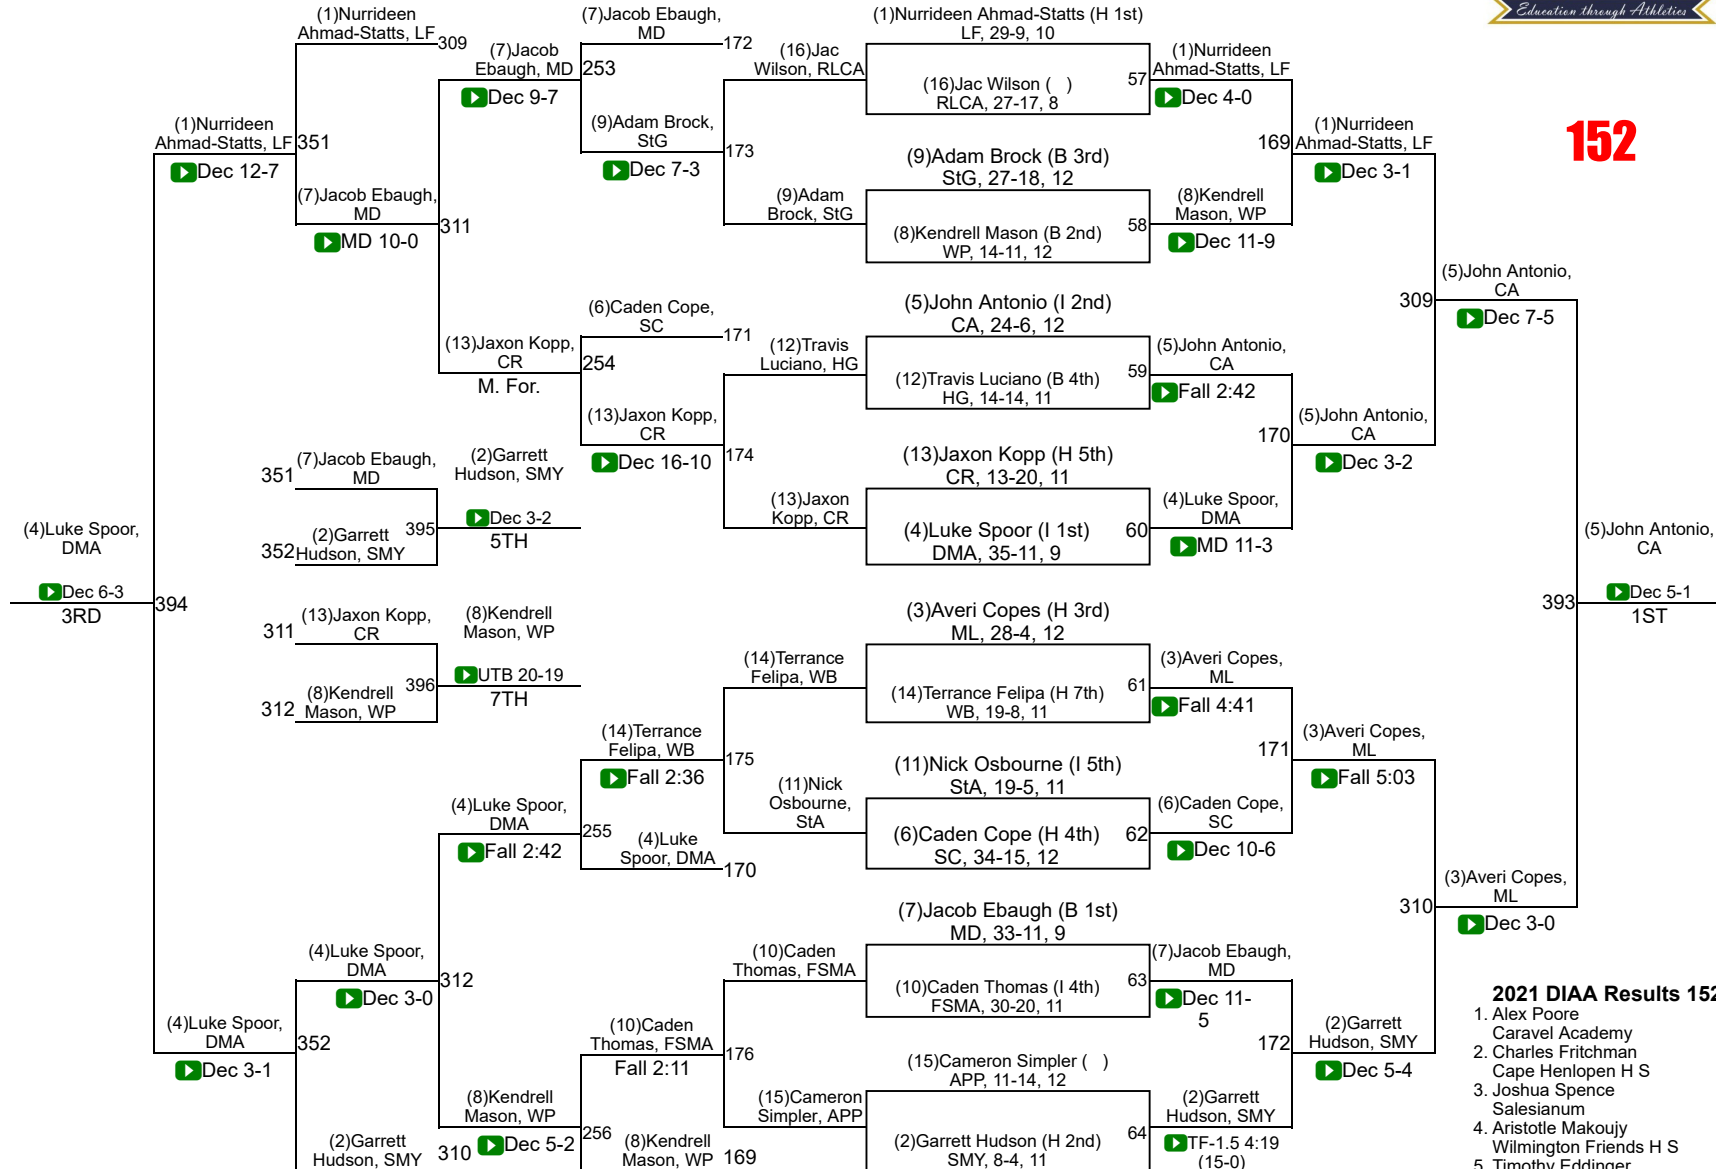 Education through Athletics
152
(1)Nurrideen Ahmad-Statts (H 1st)
LF, 29-9, 10
(16)Jac Wilson (   )
RLCA, 27-17, 8
57
(9)Adam Brock (B 3rd)
StG, 27-18, 12
(8)Kendrell Mason (B 2nd)
WP, 14-11, 12
58
(5)John Antonio (I 2nd)
CA, 24-6, 12
(12)Travis Luciano (B 4th)
HG, 14-14, 11
59
(13)Jaxon Kopp (H 5th)
CR, 13-20, 11
(4)Luke Spoor (I 1st)
DMA, 35-11, 9
60
(3)Averi Copes (H 3rd)
ML, 28-4, 12
(14)Terrance Felipa (H 7th)
WB, 19-8, 11
61
(11)Nick Osbourne (I 5th)
StA, 19-5, 11
(6)Caden Cope (H 4th)
SC, 34-15, 12
62
(7)Jacob Ebaugh (B 1st)
MD, 33-11, 9
(10)Caden Thomas (I 4th)
FSMA, 30-20, 11
63
(15)Cameron Simpler (   )
APP, 11-14, 12
(2)Garrett Hudson (H 2nd)
SMY, 8-4, 11
64
(1)Nurrideen
Ahmad-Statts, LF
Dec 4-0
169
(8)Kendrell
Mason, WP
Dec 11-9
(5)John Antonio,
CA
Fall 2:42
170
(4)Luke Spoor,
DMA
MD 11-3
(3)Averi Copes,
ML
Fall 4:41
171
(6)Caden Cope,
SC
Dec 10-6
(7)Jacob Ebaugh,
MD
Dec 11-
5
172
(2)Garrett
Hudson, SMY
TF-1.5 4:19
(15-0)
(1)Nurrideen
Ahmad-Statts, LF
Dec 3-1
309
(5)John Antonio,
CA
Dec 3-2
(3)Averi Copes,
ML
Fall 5:03
310
(2)Garrett
Hudson, SMY
Dec 5-4
(5)John Antonio,
CA
Dec 7-5
393
(3)Averi Copes,
ML
Dec 3-0
(5)John Antonio,
CA
Dec 5-1
1ST
(16)Jac
Wilson, RLCA
173
(9)Adam
Brock, StG
(12)Travis
Luciano, HG
174
(13)Jaxon
Kopp, CR
(14)Terrance
Felipa, WB
175
(11)Nick
Osbourne,
StA
(10)Caden
Thomas, FSMA
176
(15)Cameron
Simpler, APP
(7)Jacob Ebaugh,
MD
172
253
(9)Adam Brock,
StG
Dec 7-3
(6)Caden Cope,
SC
171
254
(13)Jaxon Kopp,
CR
Dec 16-10
(14)Terrance
Felipa, WB
Fall 2:36
255
(4)Luke
Spoor, DMA
170
(10)Caden
Thomas, FSMA
Fall 2:11
256
(8)Kendrell
Mason, WP
169
(7)Jacob
Ebaugh, MD
Dec 9-7
311
(13)Jaxon Kopp,
CR
M. For.
(4)Luke Spoor,
DMA
Fall 2:42
312
(8)Kendrell
Mason, WP
Dec 5-2
(1)Nurrideen
Ahmad-Statts, LF
309
351
(7)Jacob Ebaugh,
MD
MD 10-0
(4)Luke Spoor,
DMA
Dec 3-0
352
(2)Garrett
Hudson, SMY
310
(1)Nurrideen
Ahmad-Statts, LF
Dec 12-7
394
(4)Luke Spoor,
DMA
Dec 3-1
(4)Luke Spoor,
DMA
Dec 6-3
3RD
351
(7)Jacob Ebaugh,
MD
352
(2)Garrett
Hudson, SMY
395
(2)Garrett
Hudson, SMY
Dec 3-2
5TH
311
(13)Jaxon Kopp,
CR
312
(8)Kendrell
Mason, WP
396
(8)Kendrell
Mason, WP
UTB 20-19
7TH
2021 DIAA Results 152
1. Alex Poore
Caravel Academy
2. Charles Fritchman
Cape Henlopen H S
3. Joshua Spence
Salesianum
4. Aristotle Makoujy
Wilmington Friends H S
5. Timothy Eddinger